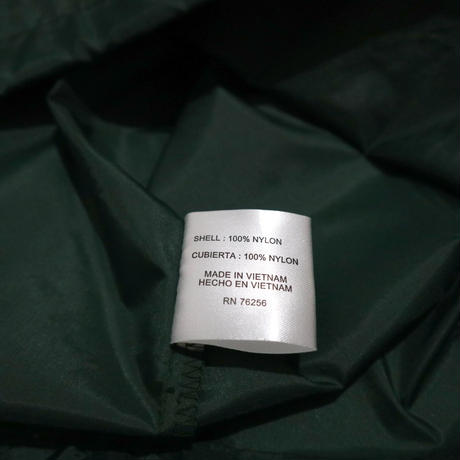 SHELL : 100% NYLON
CUBIERTA : 100% NYLON
MADE IN VIETNAM
HECHO EN VIETNAM
RN 76256